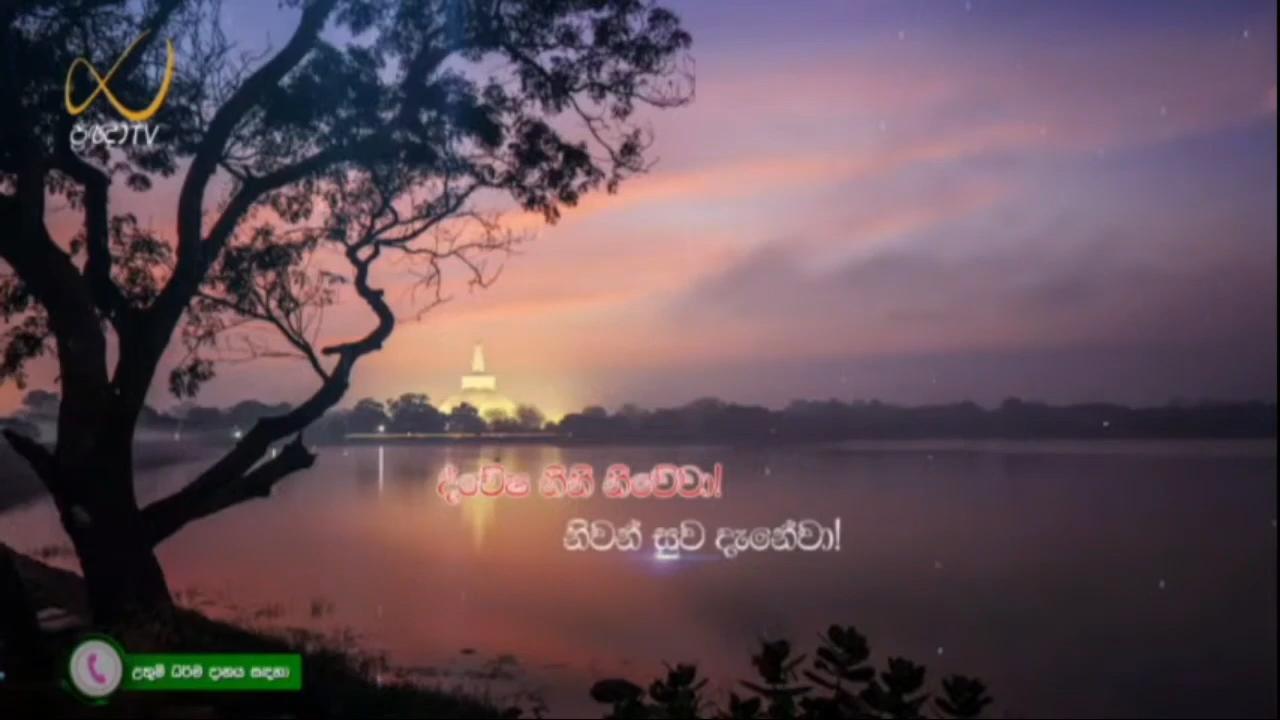 ශ්‍රද්ධා TV
ද්වේෂ ගිනි නිවේවා!
නිවන් සුව දැනේවා!
උතුම් ධර්ම දානය සඳහා